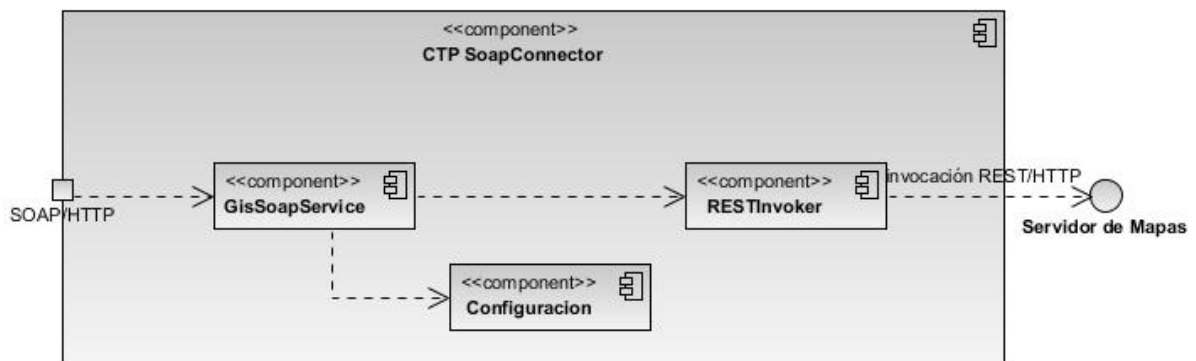 <<component>>
CTP SoapConnector
<<component>>
GisSoapService
<<component>>
RESTInvoker
invocación REST/HTTP
SOAP/HTTP
Servidor de Mapas
<<component>>
Configuracion